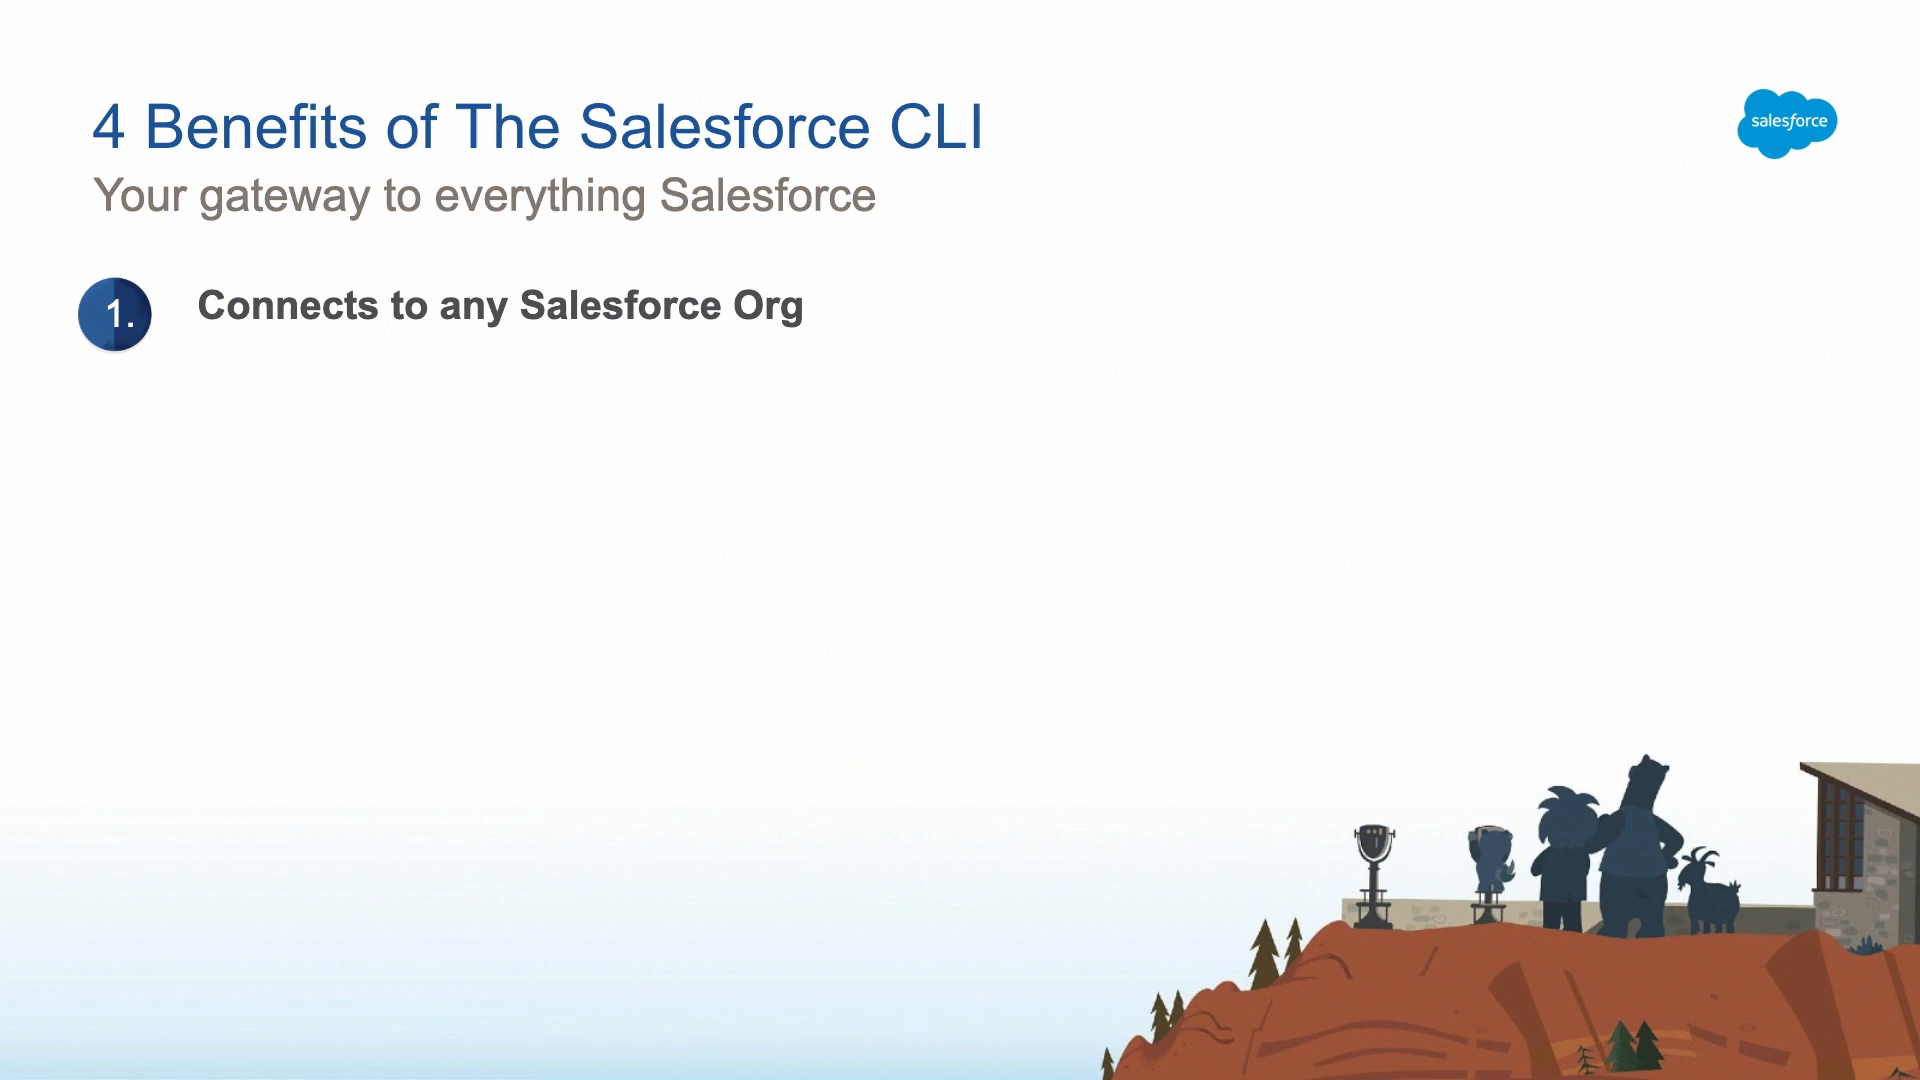 4 Benefits of The Salesforce CLI
salesforce
Your gateway to everything Salesforce
1. Connects to any Salesforce Org